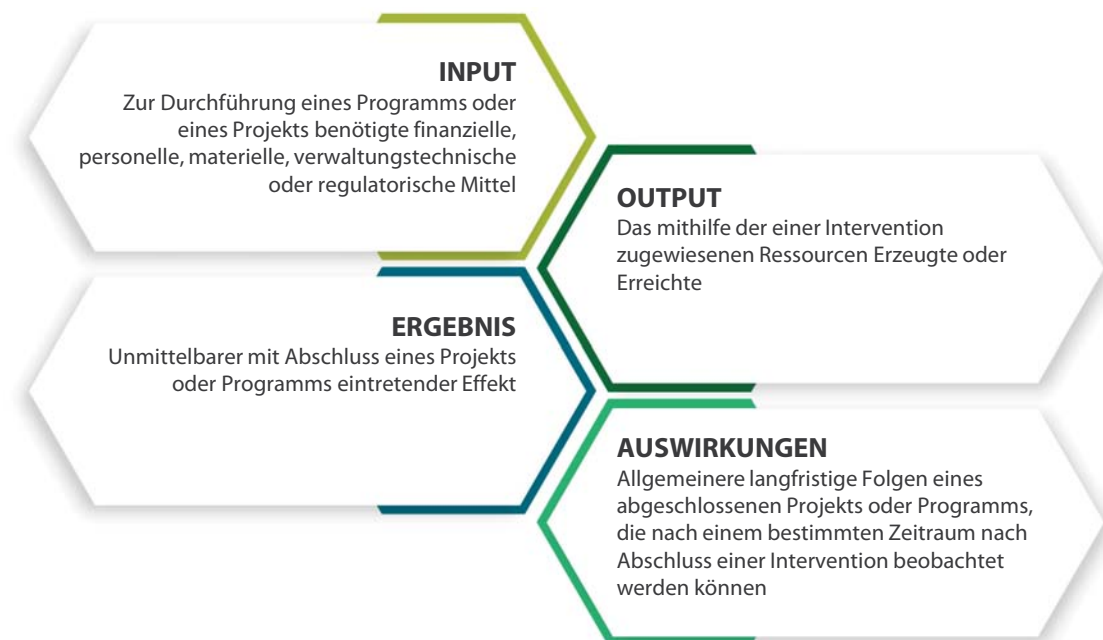 INPUT
Zur Durchführung eines Programms oder
eines Projekts benötigte finanzielle,
personelle, materielle, verwaltungstechnische
oder regulatorische Mittel
OUTPUT
Das mithilfe der einer Intervention
zugewiesenen Ressourcen Erzeugte oder
Erreichte
ERGEBNIS
Unmittelbarer mit Abschluss eines Projekts
oder Programms eintretender Effekt
AUSWIRKUNGEN
Allgemeinere langfristige Folgen eines
abgeschlossenen Projekts oder Programms,
die nach einem bestimmten Zeitraum nach
Abschluss einer Intervention beobachtet
werden können